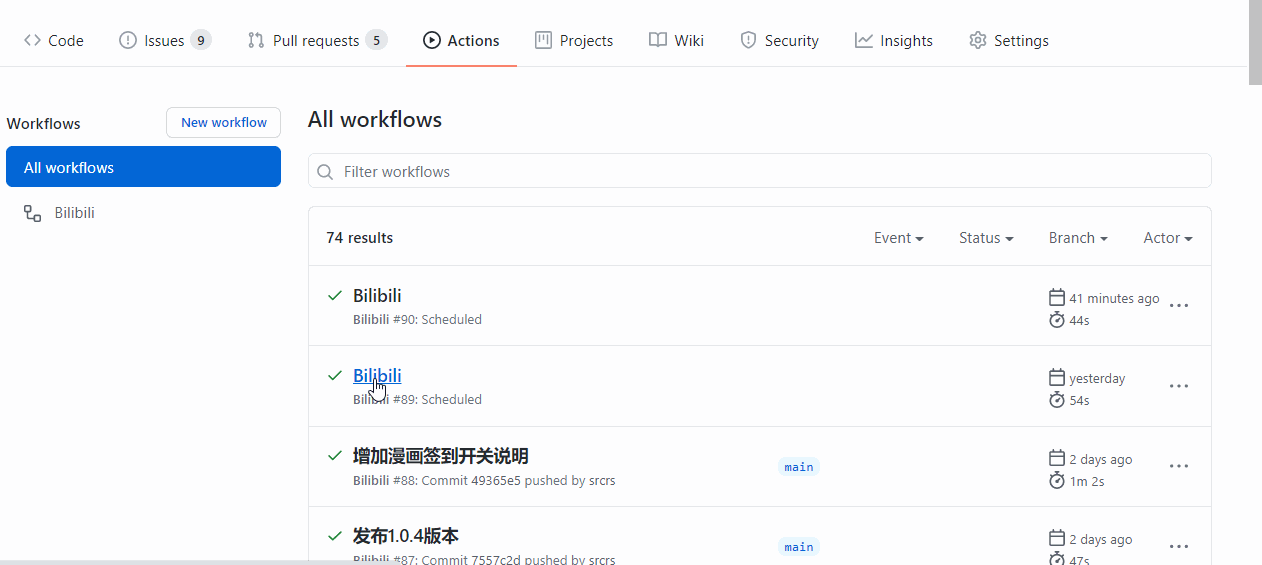 Code Issues 9 Pull requests 5 Actions Projects Wiki Security Insights Settings
Workflows
New workflow
All workflows
Bilibili
All workflows
Filter workflows
74 results Event Status Branch Actor
Bilibili
Bilibili #90: Scheduled
41 minutes ago
44s
Bilibili
Bilibili #89: Scheduled
yesterday
54s
增加漫画签到开关说明
Bilibili #88: Commit 49365e5 pushed by srcrs
main
2 days ago
1m 2s
发布1.0.4版本
Bilibili #87: Commit 7557c2d pushed by srcrs
main
2 days ago
47s